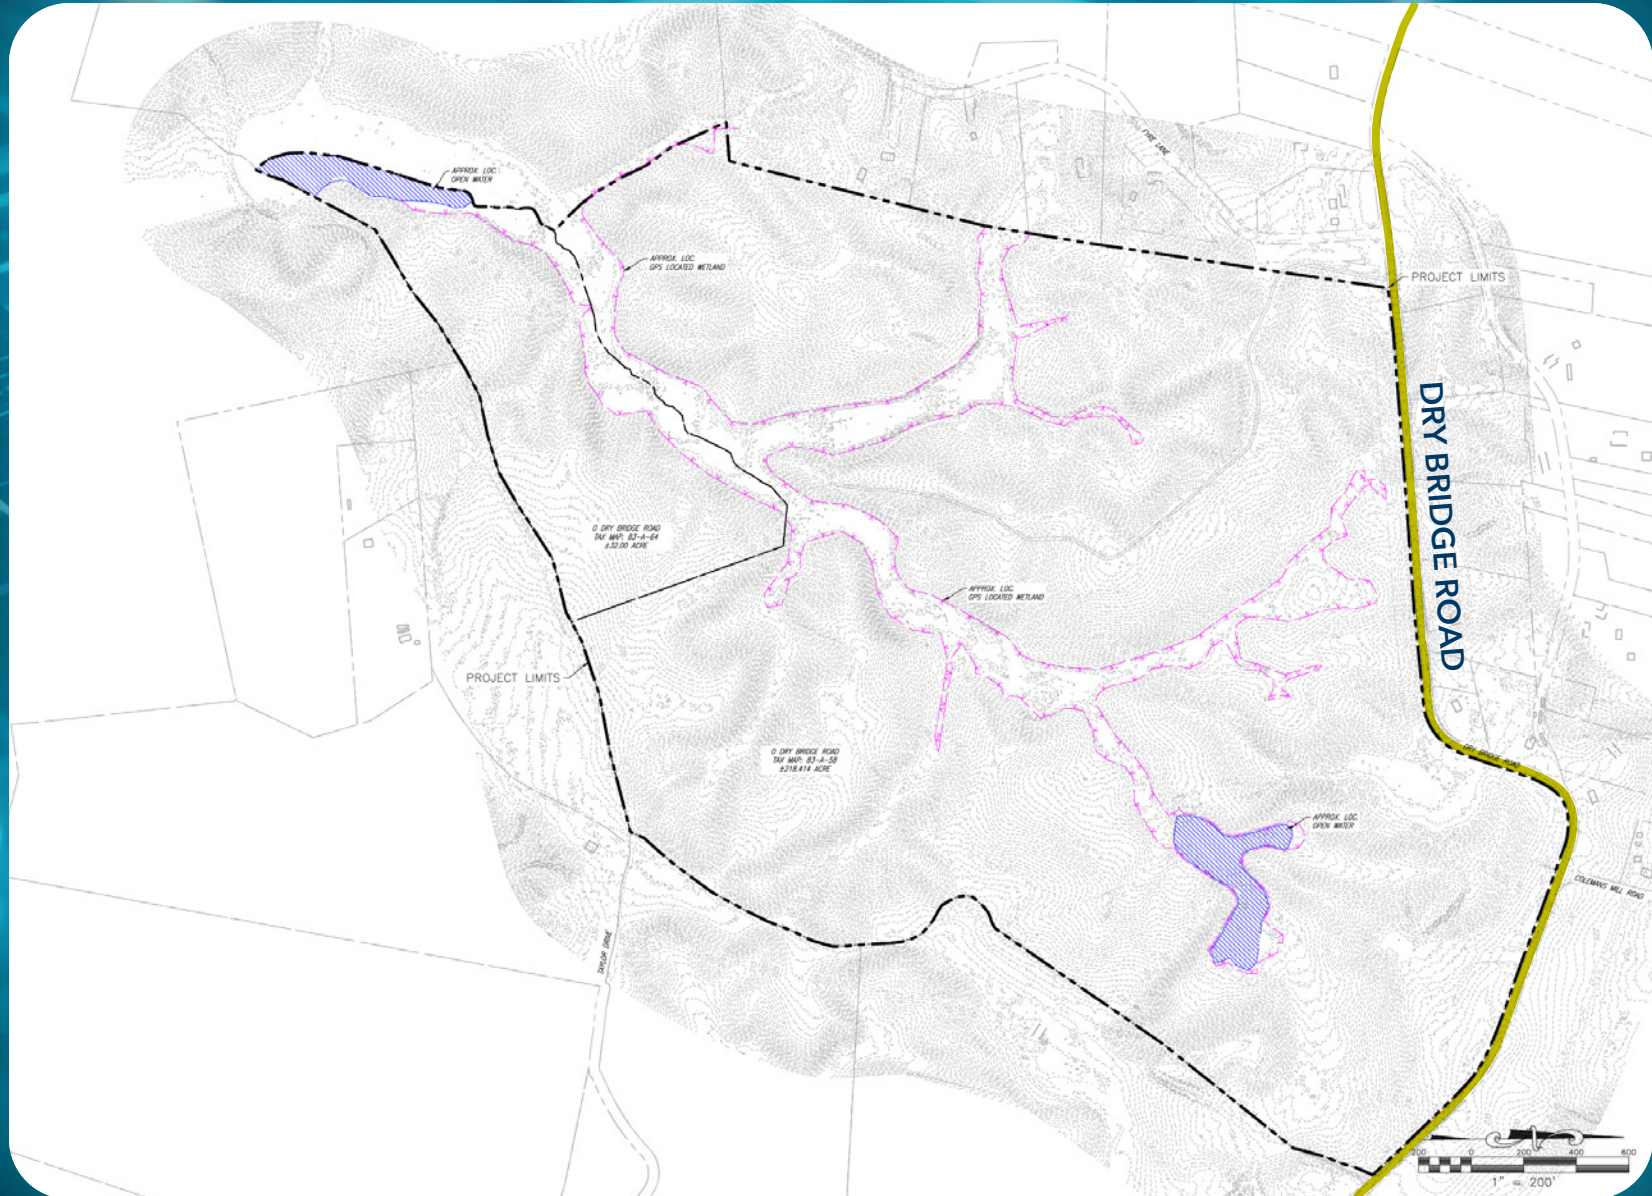 APPROX. LOC.
OPEN WATER
FYRE LANE
APPROX. LOC.
GPS LOCATED WETLAND
PROJECT LIMITS
DRY BRIDGE ROAD
0 DRY BRIDGE ROAD
TAX MAP: 83-A-64
±32.00 ACRE
APPROX. LOC.
GPS LOCATED WETLAND
PROJECT LIMITS
0 DRY BRIDGE ROAD
TAX MAP: 83-A-58
±218.414 ACRE
DRY BRIDGE ROAD
APPROX. LOC.
OPEN WATER
COLEMANS MILL ROAD
TAYLOR DRIVE
200 0 200 400 600
1" = 200'